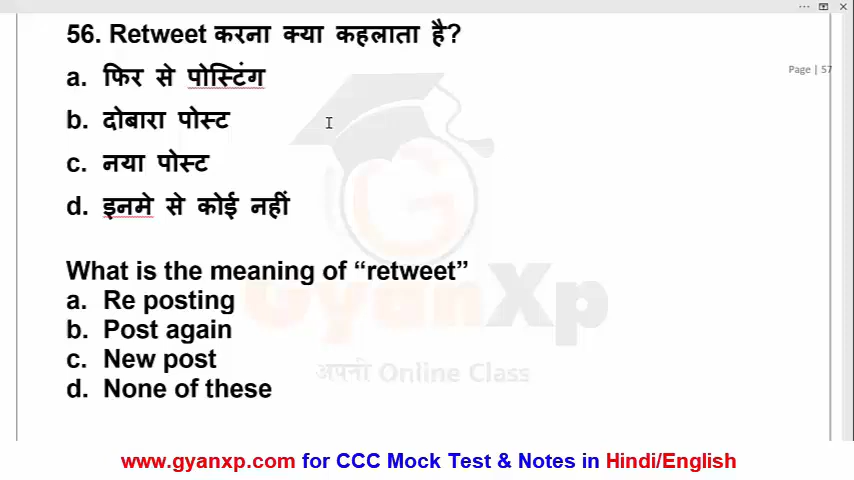 56. Retweet करना क्या कहलाता है?
Page | 57
a. फिर से पोस्टिंग
b. दोबारा पोस्ट
c. नया पोस्ट
d. इनमे से कोई नहीं
What is the meaning of “retweet”
a. Re posting
b. Post again
c. New post
d. None of these
GyanXp
अपनी Online Class
www.gyanxp.com for CCC Mock Test & Notes in Hindi/English